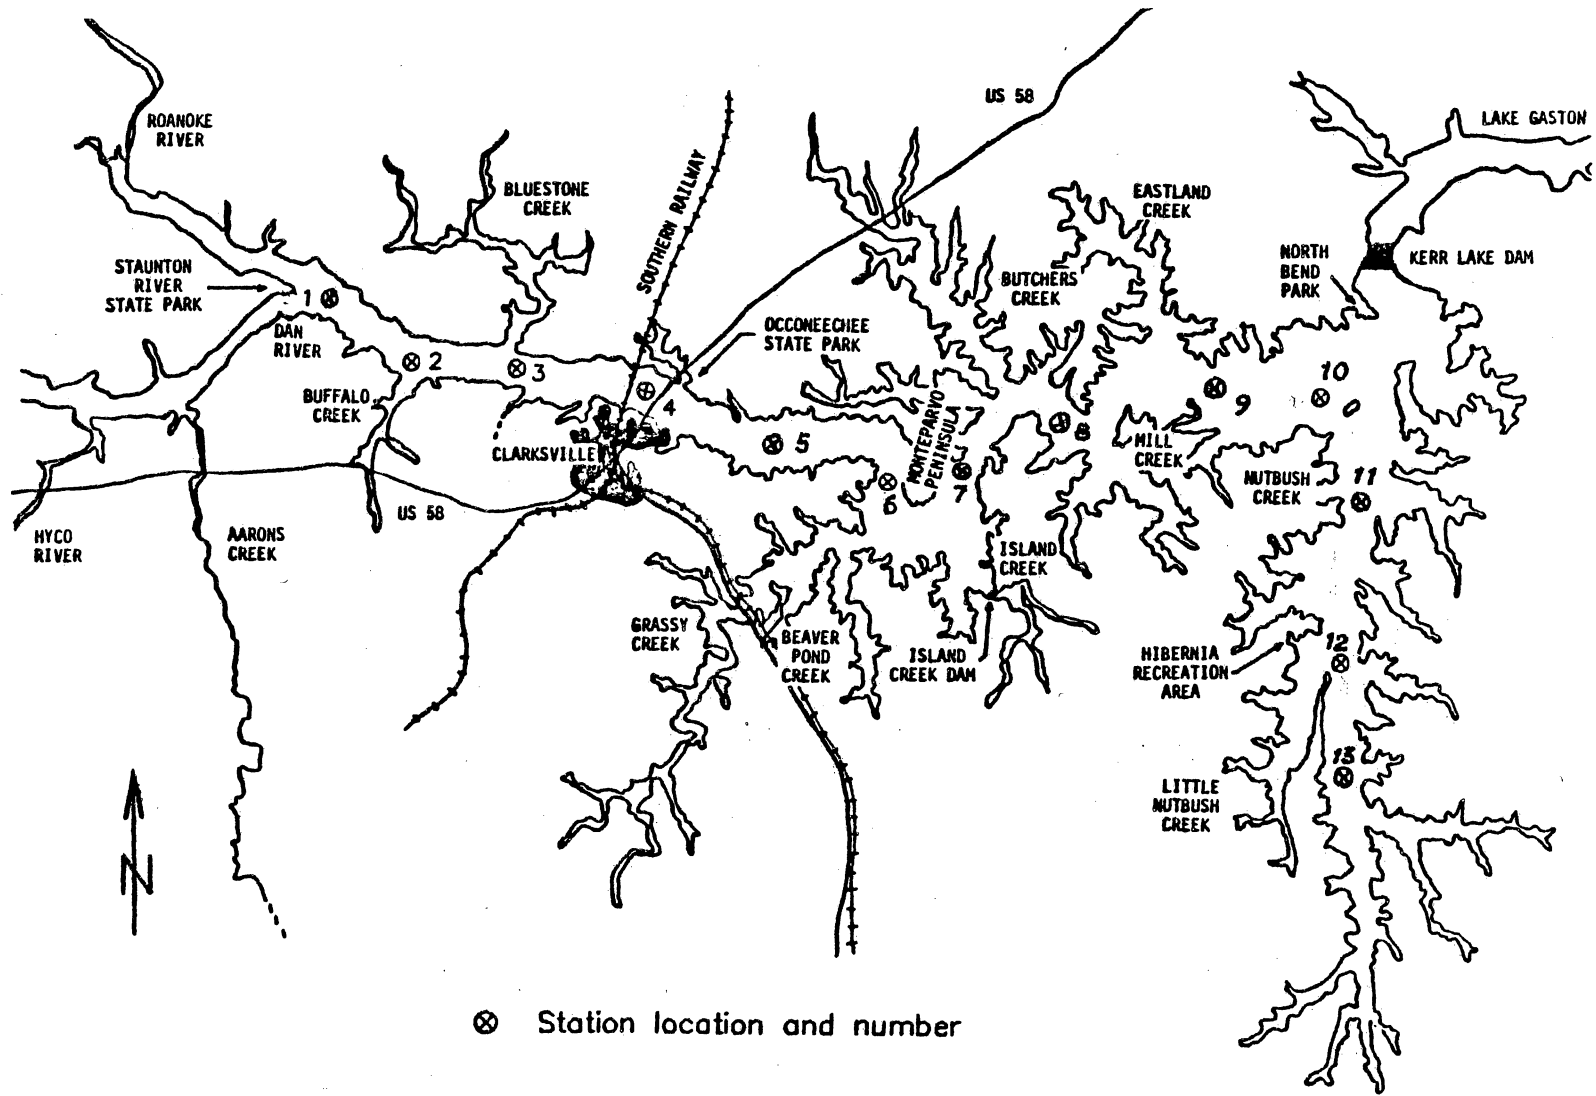 US 58
LAKE GASTON
ROANOKE
RIVER
BLUESTONE
CREEK
SOUTHERN RAILWAY
EASTLAND
CREEK
STAUNTON
RIVER
STATE PARK
1
DAN
RIVER
2
3
BUFFALO
CREEK
4
OCCONEECHEE
STATE PARK
BUTCHERS
CREEK
NORTH
BEND
PARK
KERR LAKE DAM
CLARKSVILLE
5
6
MONTEPARVO
PENINSULA
7
8
MILL
CREEK
9
10
NUTBUSH
CREEK
11
HYCO
RIVER
AARONS
CREEK
US 58
ISLAND
CREEK
GRASSY
CREEK
BEAVER
POND
CREEK
ISLAND
CREEK DAM
HIBERNIA
RECREATION
AREA
12
13
LITTLE
NUTBUSH
CREEK
N
Station location and number